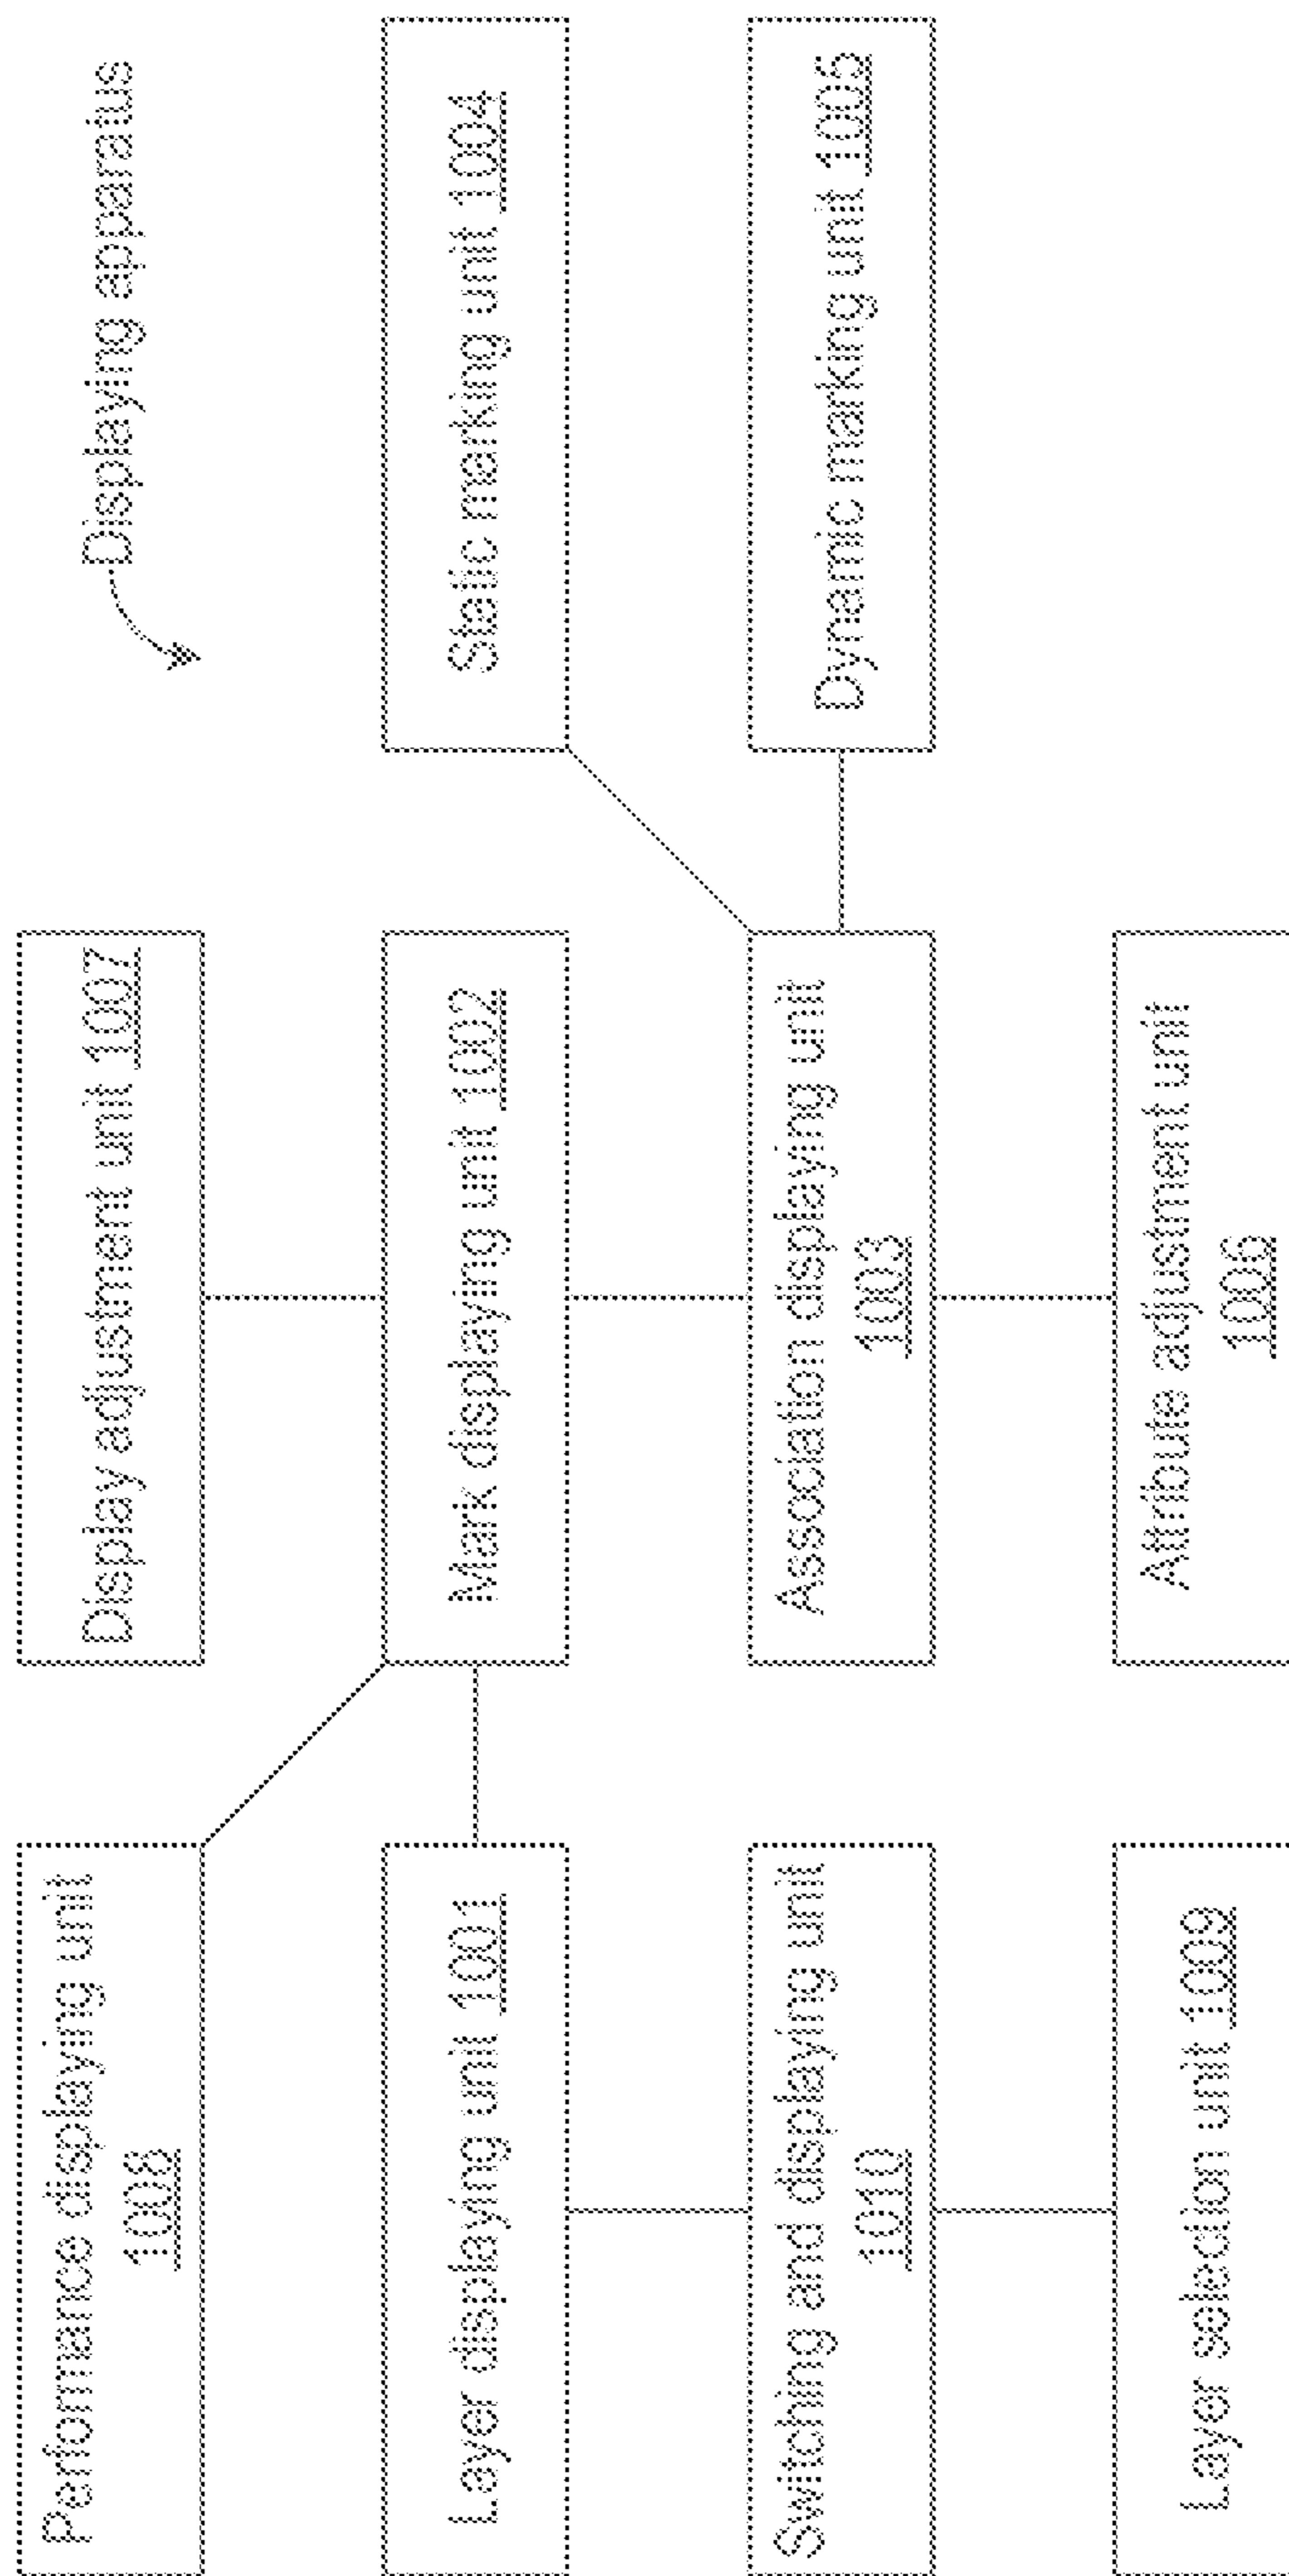 Displaying apparatus
Performance displaying unit
1008
Display adjustment unit 1007
Layer displaying unit 1001
Mark displaying unit 1002
Static marking unit 1004
Switching and displaying unit
1010
Association displaying unit
1003
Dynamic marking unit 1005
Layer selection unit 1009
Attribute adjustment unit
1006